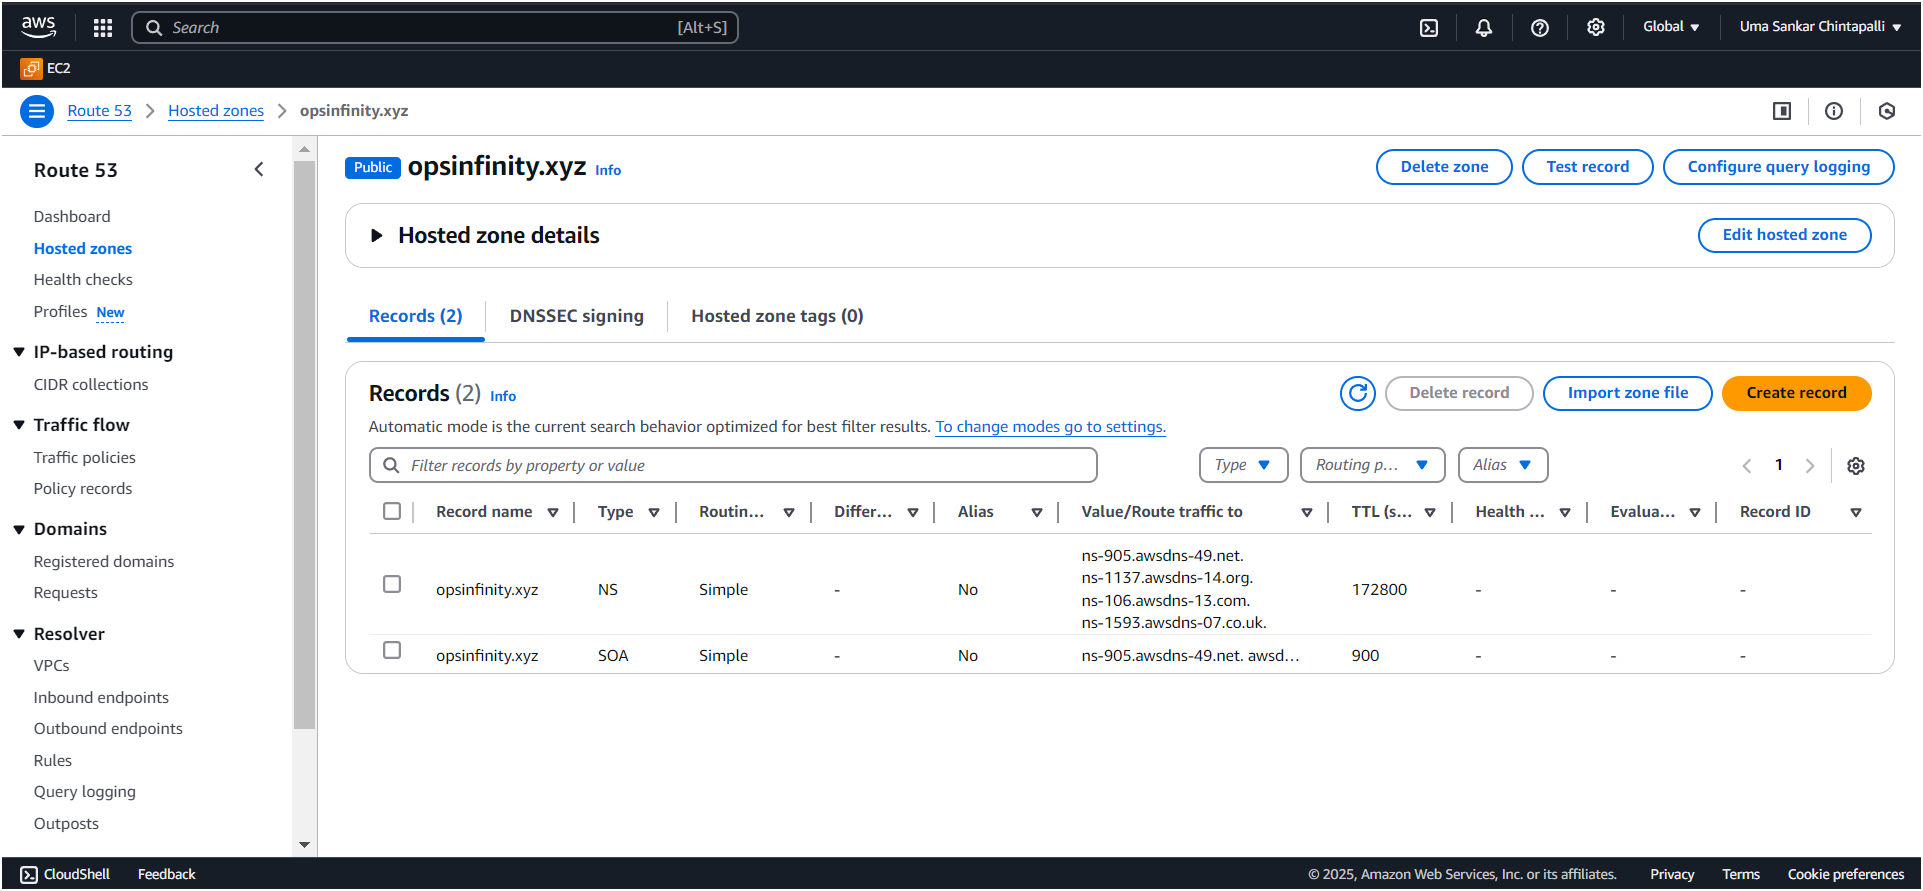 aws
Search [Alt+S]
Global
Uma Sankar Chintapalli
EC2
Route 53 Hosted zones opsinfinity.xyz
Route 53
Dashboard
Hosted zones
Health checks
Profiles New
IP-based routing
CIDR collections
Traffic flow
Traffic policies
Policy records
Domains
Registered domains
Requests
Resolver
VPCs
Inbound endpoints
Outbound endpoints
Rules
Query logging
Outposts
Public opsinfinity.xyz Info
Delete zone Test record Configure query logging
Hosted zone details Edit hosted zone
Records (2) DNSSEC signing Hosted zone tags (0)
Records (2) Info
Delete record Import zone file Create record
Automatic mode is the current search behavior optimized for best filter results. To change modes go to settings.
Filter records by property or value Type Routing p... Alias 1
Record name Type Routin... Differ... Alias Value/Route traffic to TTL (s... Health ... Evalua... Record ID
ns-905.awsdns-49.net.
ns-1137.awsdns-14.org.
opsinfinity.xyz NS Simple - No 172800 - - -
ns-106.awsdns-13.com.
ns-1593.awsdns-07.co.uk.
opsinfinity.xyz SOA Simple - No ns-905.awsdns-49.net. awsd... 900 - - -
CloudShell Feedback © 2025, Amazon Web Services, Inc. or its affiliates. Privacy Terms Cookie preferences